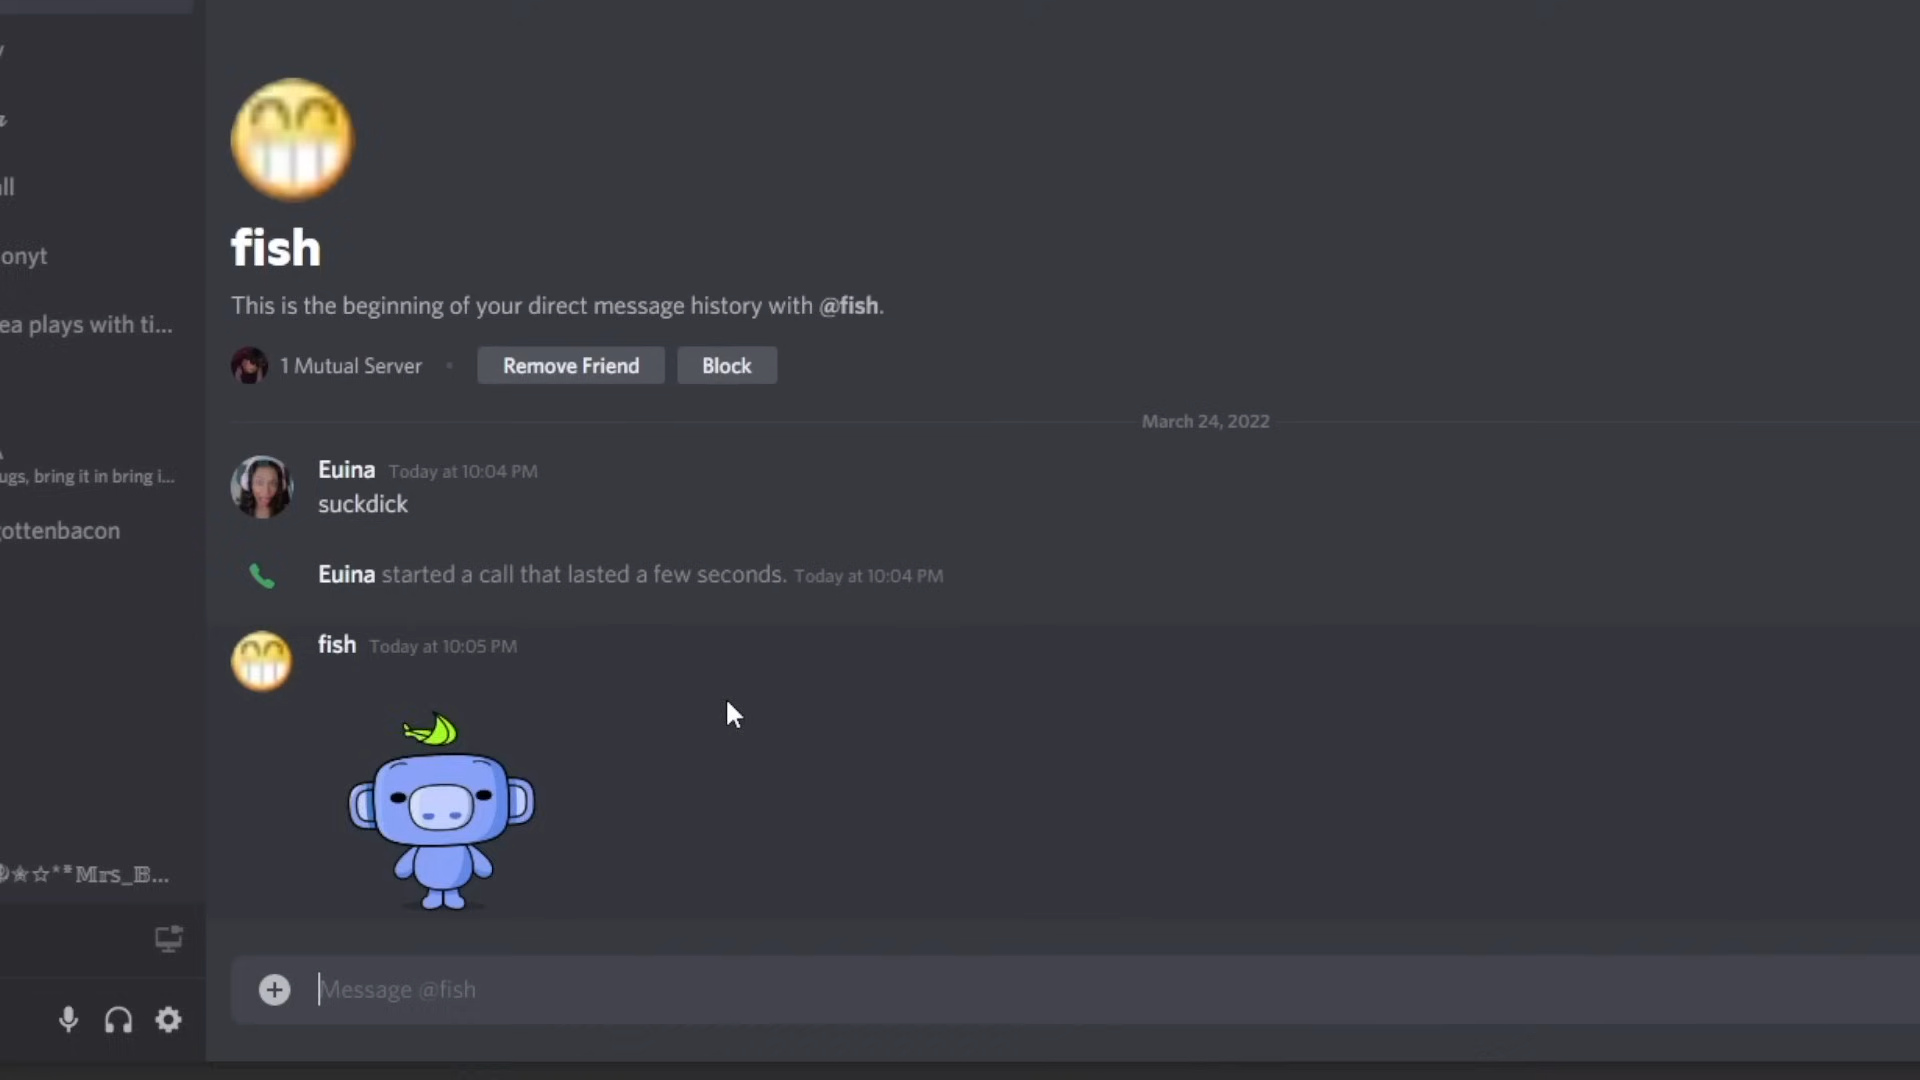 all
onyt
ea plays with ti...
ugs, bring it in bring i...
gottenbacon
Mrs_B...
fish
This is the beginning of your direct message history with @fish.
1 Mutual Server
Remove Friend
Block
March 24, 2022
Euina Today at 10:04 PM
suckdick
Euina started a call that lasted a few seconds. Today at 10:04 PM
fish Today at 10:05 PM
Message @fish